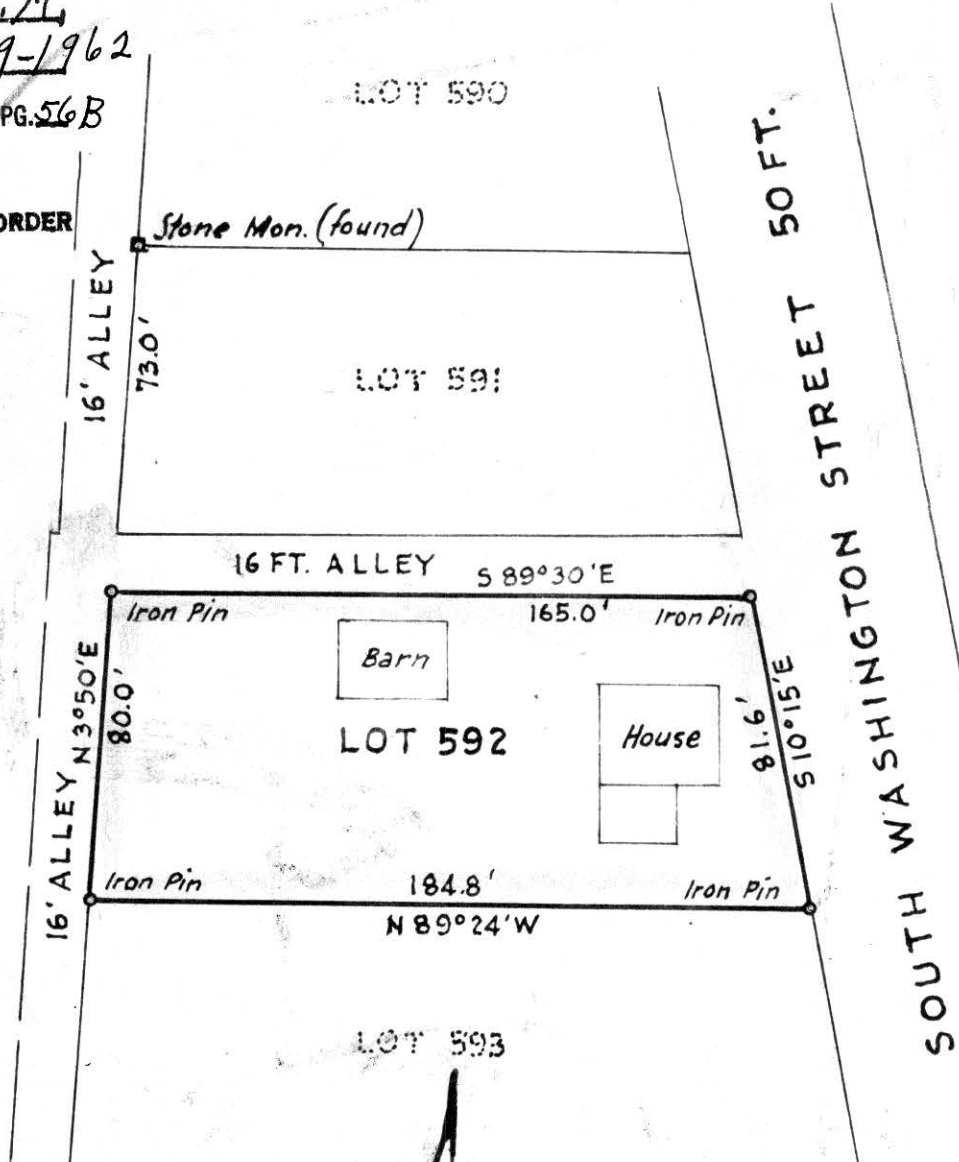 9-1962
PG. 56B
ORDER
LOT 590
SOUTH WASHINGTON STREET 50 FT.
Stone Mon. (found)
16' ALLEY
73.0'
LOT 591
16 FT. ALLEY
S 89°30'E
165.0'
Iron Pin
Iron Pin
Barn
N 3°50'E
80.0'
LOT 592
House
81.6'
S 10°15'E
16' ALLEY
Iron Pin
184.8'
Iron Pin
N 89°24'W
LOT 593